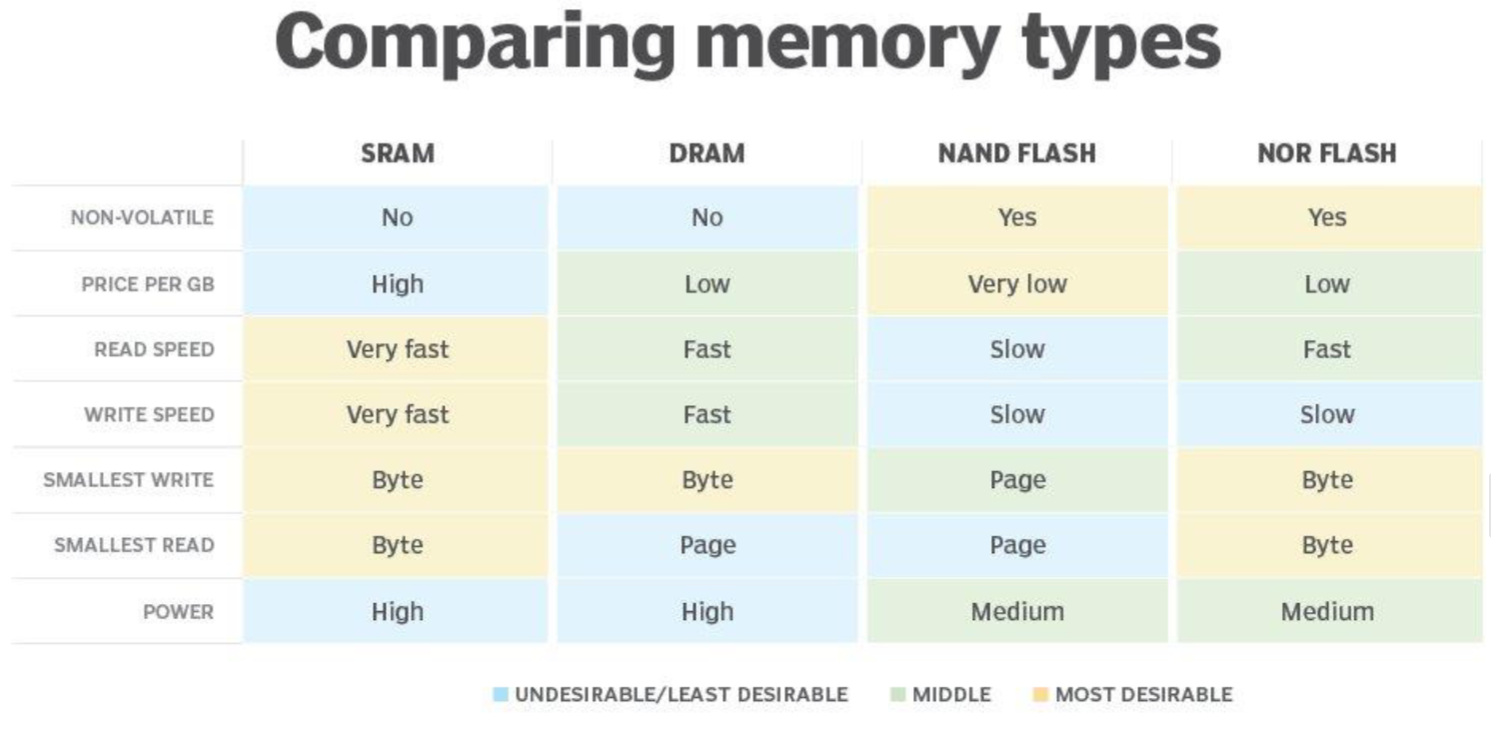 Comparing memory types
SRAM DRAM NAND FLASH NOR FLASH
NON-VOLATILE No No Yes Yes
PRICE PER GB High Low Very low Low
READ SPEED Very fast Fast Slow Fast
WRITE SPEED Very fast Fast Slow Slow
SMALLEST WRITE Byte Byte Page Byte
SMALLEST READ Byte Page Page Byte
POWER High High Medium Medium
UNDESIRABLE/LEAST DESIRABLE MIDDLE MOST DESIRABLE